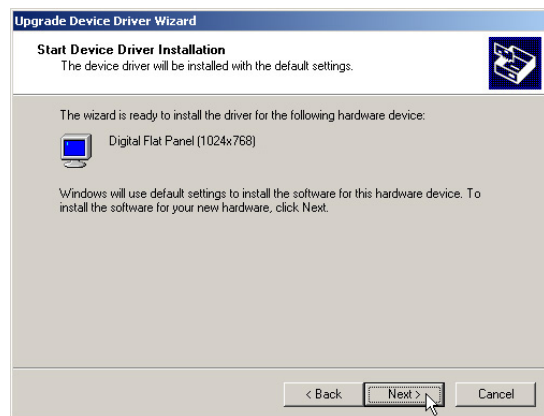 Upgrade Device Driver Wizard
Start Device Driver Installation
The device driver will be installed with the default settings.
The wizard is ready to install the driver for the following hardware device:
Digital Flat Panel (1024x768)
Windows will use default settings to install the software for this hardware device. To
install the software for your new hardware, click Next.
< Back
Next >
Cancel